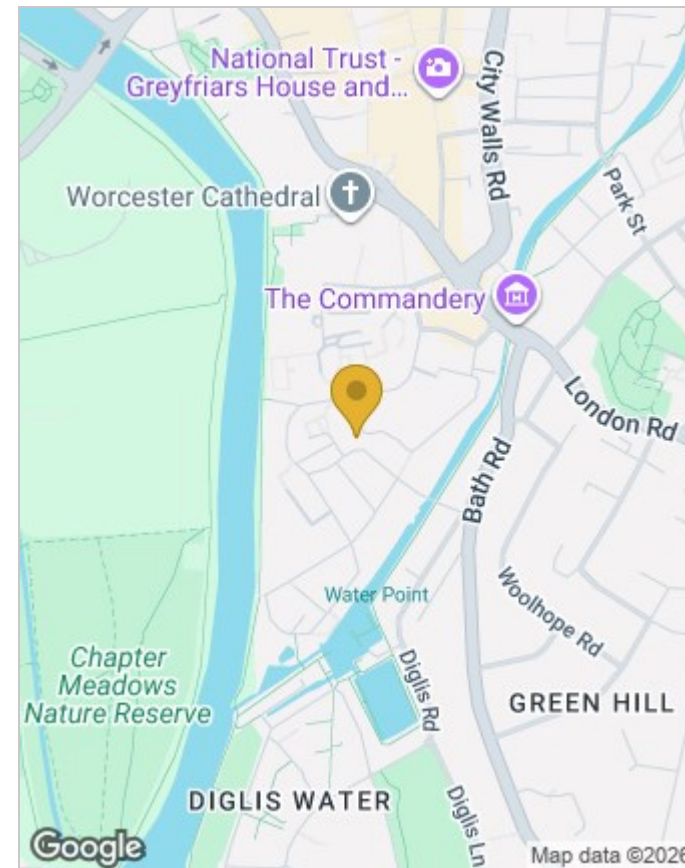 National Trust -
Greyfriars House and...
City Walls Rd
Park St
Worcester Cathedral
The Commandery
London Rd
Bath Rd
Woolhope Rd
Water Point
Chapter
Meadows
Nature Reserve
Diglis Rd
GREEN HILL
DIGLIS WATER
Diglis Ln
Google
Map data ©2026